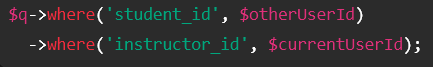 $q->where('student_id', $otherUserId)
->where('instructor_id', $currentUserId);